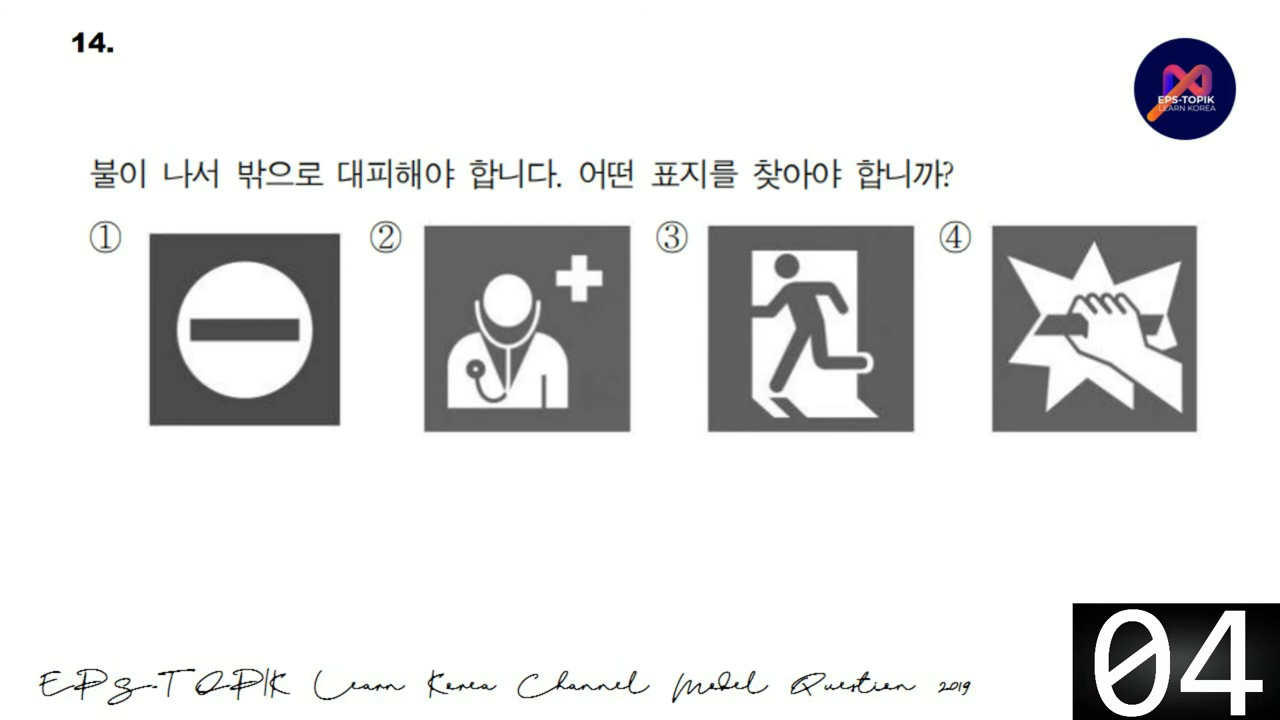 14.
EPS-TOPIK
LEARN KOREA
불이 나서 밖으로 대피해야 합니다. 어떤 표지를 찾아야 합니까?
① ② ③ ④
EPS-TOPIK Learn Korea Channel Model Question 2019
04